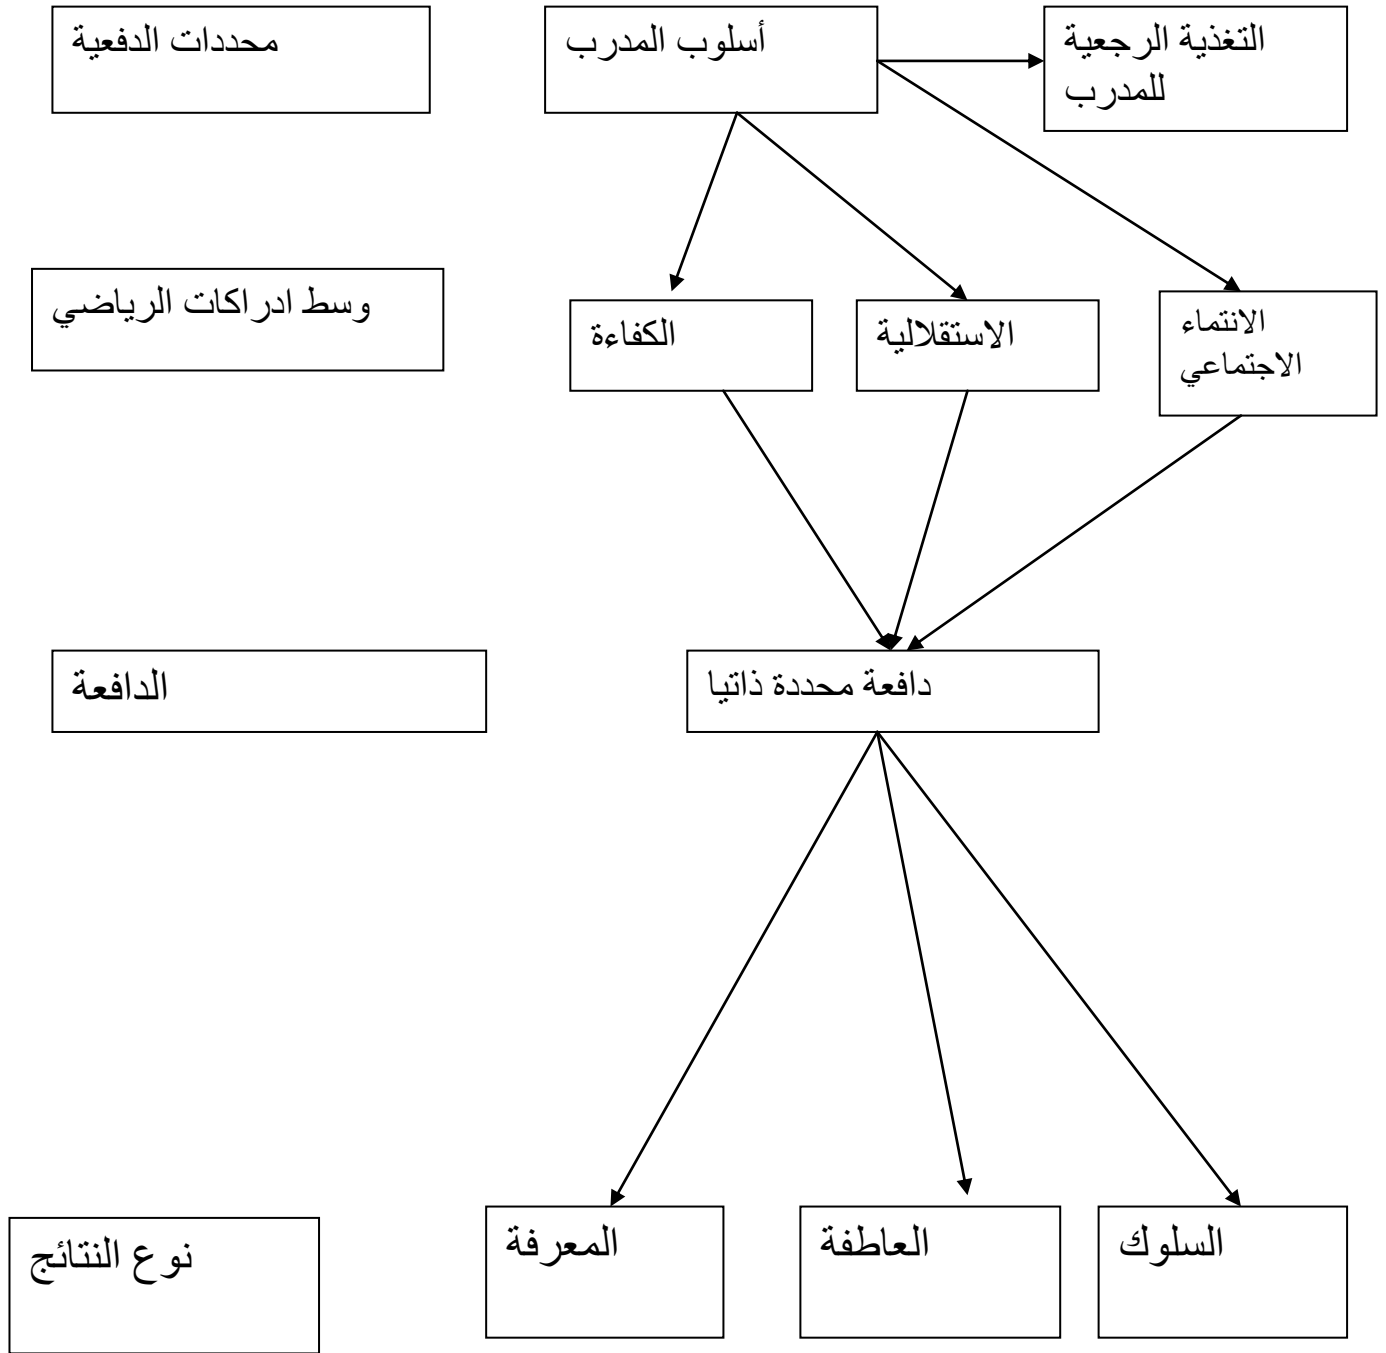 محددات الدفعية
أسلوب المدرب
التغذية الرجعية
للمدرب
وسط ادراكات الرياضي
الكفاءة
الاستقلالية
الانتماء
الاجتماعي
الدافعة
دافعة محددة ذاتيا
نوع النتائج
المعرفة
العاطفة
السلوك